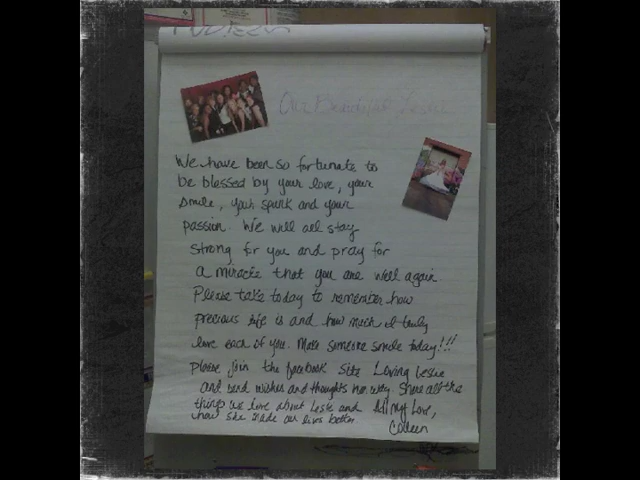 Our Beautiful Leslie
We have been so fortunate to
be blessed by your love, your
smile, your spunk and your
passion. We will all stay
strong for you and pray for
a miracle that you are well again.
Please take today to remember how
precious life is and how much I truly
love each of you. Make someone smile today!!!
please join the facebook site Loving Leslie
and send wishes and thoughts her way. Share all the
things we love about Leslie and All my Love,
how she made our lives better
Coleen